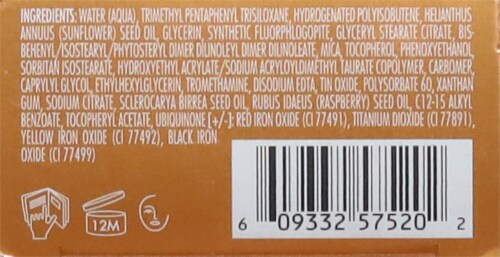 INGREDIENTS: WATER (AQUA), TRIMETHYL PENTAPHENYL TRISILOXANE, HYDROGENATED POLYISOBUTENE, HELIANTHUS
ANNUUS (SUNFLOWER) SEED OIL, GLYCERIN, SYNTHETIC FLUORPHLOGOPITE, GLYCERYL STEARATE CITRATE, BIS-
BEHENYL/ISOSTEARYL/PHYTOSTERYL DIMER DILINOLEYL DIMER DILINOLEATE, MICA, TOCOPHEROL, PHENOXYETHANOL,
SORBITAN ISOSTEARATE, HYDROXYETHYL ACRYLATE/SODIUM ACRYLOYLDIMETHYL TAURATE COPOLYMER, CARBOMER,
CAPRYLYL GLYCOL, ETHYLHEXYLGLYCERIN, TROMETHAMINE, DISODIUM EDTA, TIN OXIDE, POLYSORBATE 60, XANTHAN
GUM, SODIUM CITRATE, SCLEROCARYA BIRREA SEED OIL, RUBUS IDAEUS (RASPBERRY) SEED OIL, C12-15 ALKYL
BENZOATE, TOCOPHERYL ACETATE, UBIQUINONE [+/-]: RED IRON OXIDE (CI 77491), TITANIUM DIOXIDE (CI 77891),
YELLOW IRON OXIDE (CI 77492), BLACK IRON
OXIDE (CI 77499)
12M
6 09332 57520 2